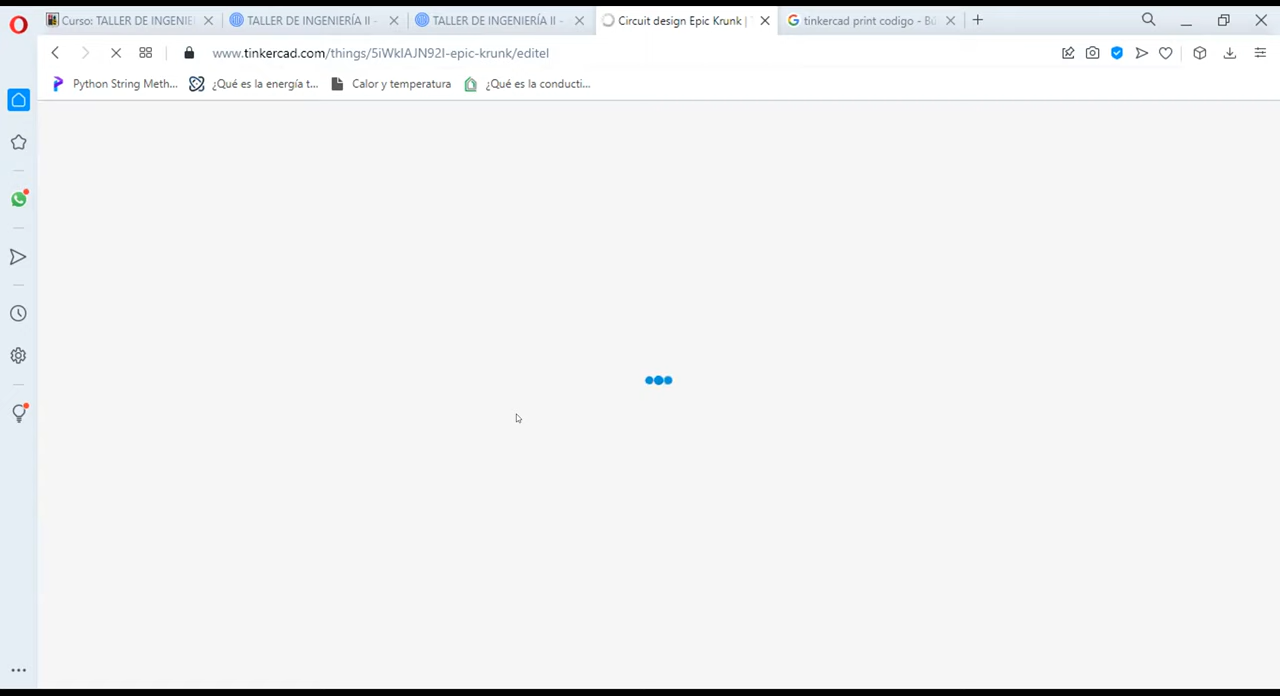 Curso: TALLER DE INGENIE
TALLER DE INGENIERÍA II -
TALLER DE INGENIERÍA II -
Circuit design Epic Krunk |
tinkercad print codigo - Bú
www.tinkercad.com/things/5iWkIAJN92I-epic-krunk/editel
Python String Meth...
¿Qué es la energía t...
Calor y temperatura
¿Qué es la conducti...